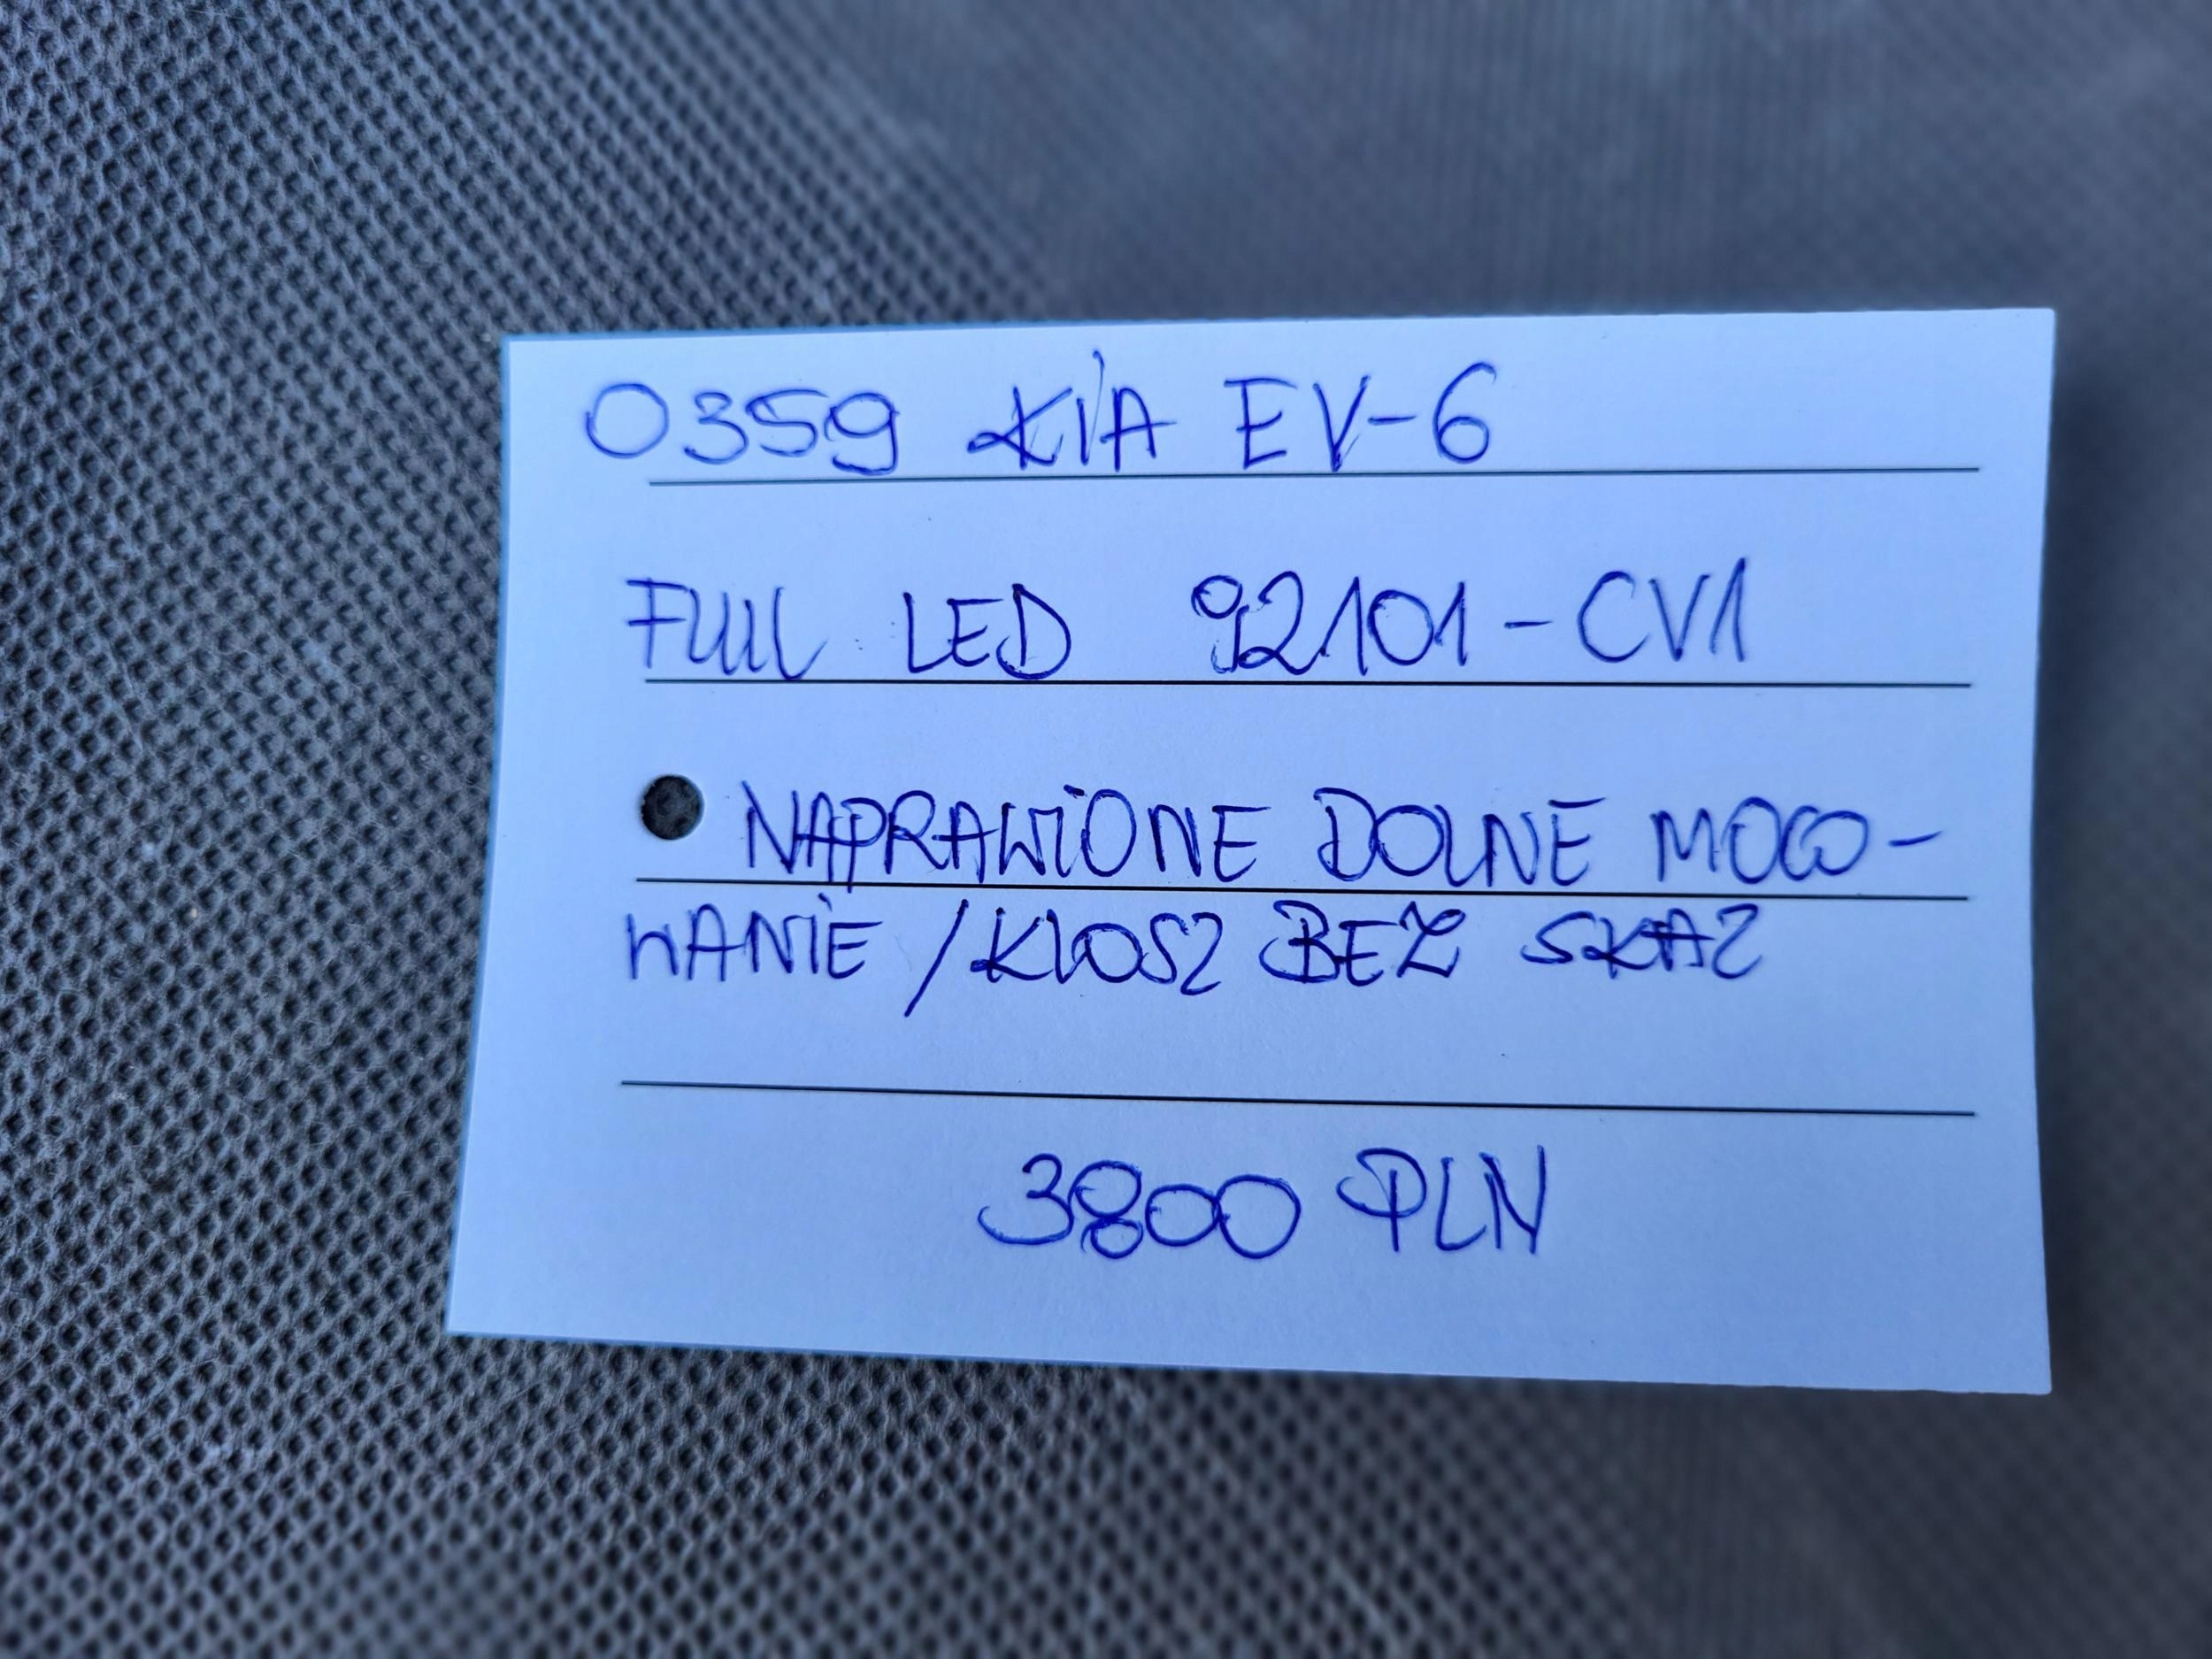 0359 KIA EV-6
FULL LED 92101-CV1
NAPRAWIONE DOLNE MOCO-
WANIE / KLOSZ BEZ SKAZ
3800 PLN